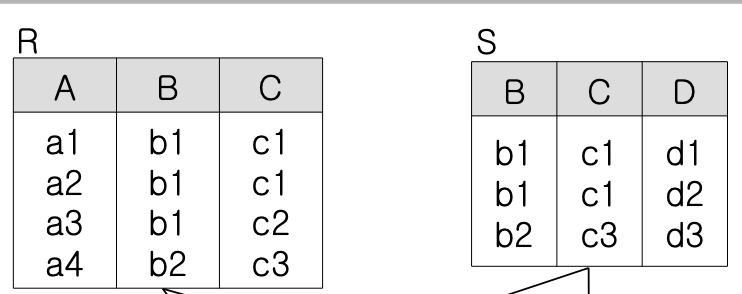 R
A B C
a1 b1 c1
a2 b1 c1
a3 b1 c2
a4 b2 c3
S
B C D
b1 c1 d1
b1 c1 d2
b2 c3 d3